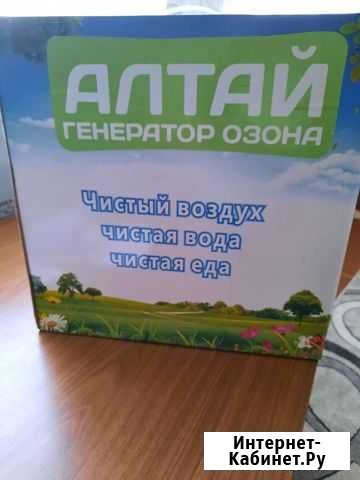 АЛТАЙ
ГЕНЕРАТОР ОЗОНА
Чистый воздух
чистая вода
чистая еда
Интернет-
Кабинет.Ру